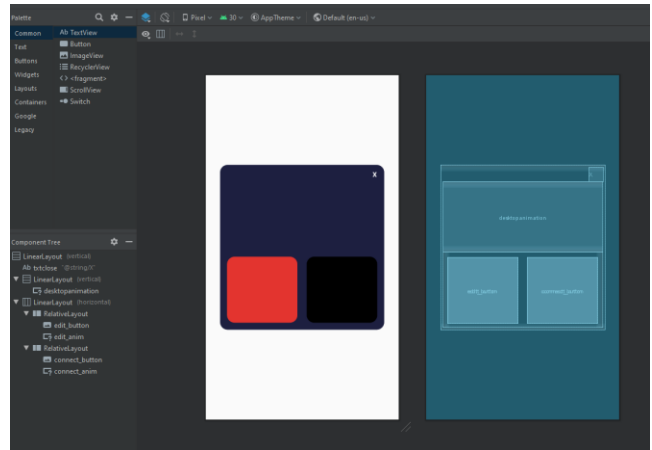 Palette
Pixel
30
AppTheme
Default (en-us)
Common
Text
Buttons
Widgets
Layouts
Containers
Google
Legacy
Ab TextView
Button
ImageView
RecyclerView
<> <fragment>
ScrollView
Switch
X
desktopanimation
edit_button
connect_button
Component Tree
LinearLayout (vertical)
Ab txtclose "@string/X"
LinearLayout (vertical)
desktopanimation
LinearLayout (horizontal)
RelativeLayout
edit_button
edit_anim
RelativeLayout
connect_button
connect_anim